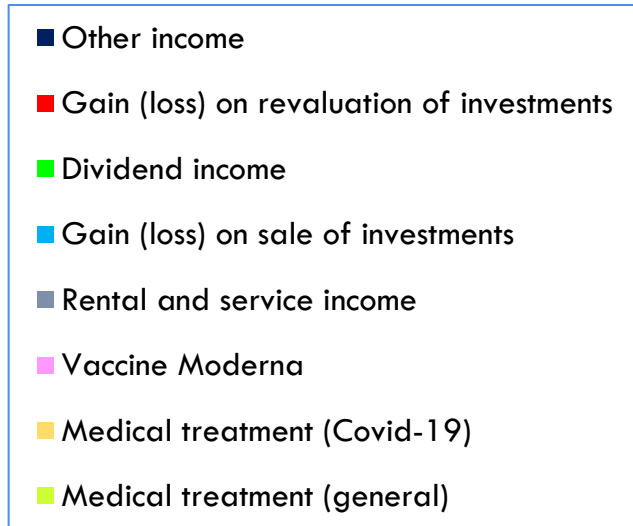 Other income
Gain (loss) on revaluation of investments
Dividend income
Gain (loss) on sale of investments
Rental and service income
Vaccine Moderna
Medical treatment (Covid-19)
Medical treatment (general)